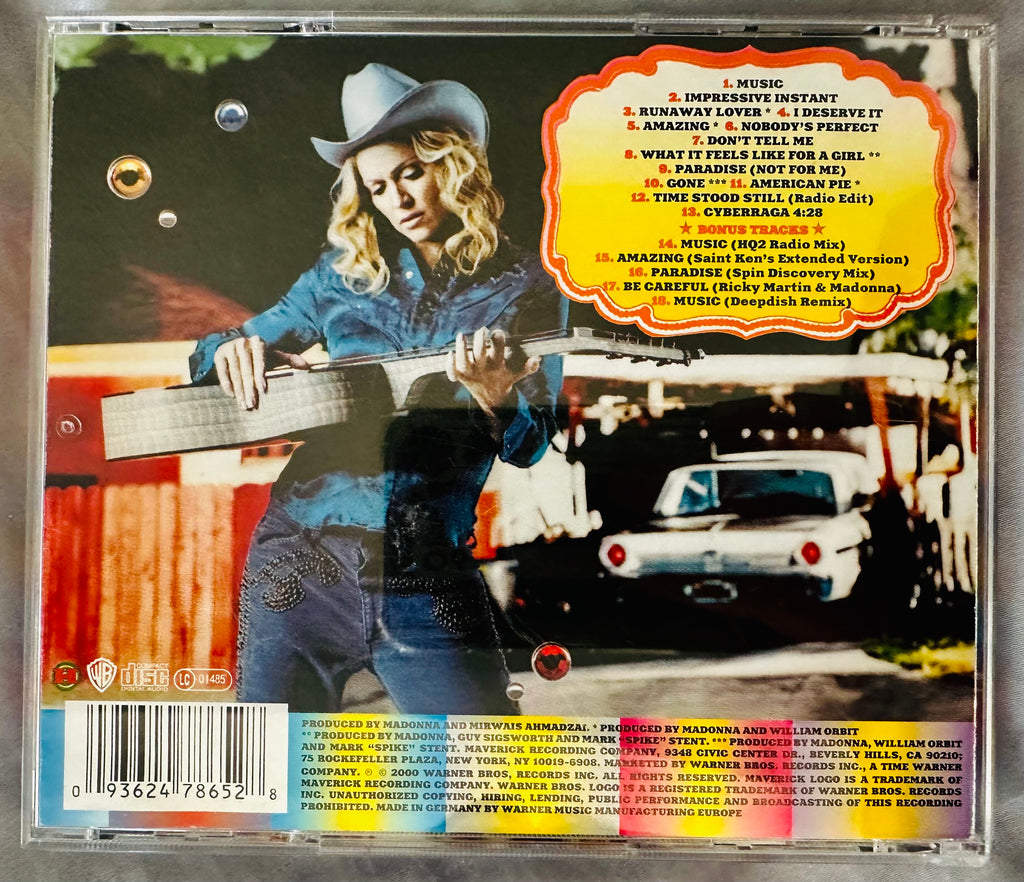 1. MUSIC
2. IMPRESSIVE INSTANT
3. RUNAWAY LOVER * 4. I DESERVE IT
5. AMAZING * 6. NOBODY'S PERFECT
7. DON'T TELL ME
8. WHAT IT FEELS LIKE FOR A GIRL **
9. PARADISE (NOT FOR ME)
10. GONE *** 11. AMERICAN PIE *
12. TIME STOOD STILL (Radio Edit)
13. CYBERRAGA 4:28
★ BONUS TRACKS ★
14. MUSIC (HQ2 Radio Mix)
15. AMAZING (Saint Ken's Extended Version)
16. PARADISE (Spin Discovery Mix)
17. BE CAREFUL (Ricky Martin & Madonna)
18. MUSIC (Deepdish Remix)
WB
COMPACT
disc
DIGITAL AUDIO
LC 01485
PRODUCED BY MADONNA AND MIRWAIS AHMADZAÏ. * PRODUCED BY MADONNA AND WILLIAM ORBIT
** PRODUCED BY MADONNA, GUY SIGSWORTH AND MARK "SPIKE" STENT. *** PRODUCED BY MADONNA, WILLIAM ORBIT
AND MARK "SPIKE" STENT. MAVERICK RECORDING COMPANY, 9348 CIVIC CENTER DR., BEVERLY HILLS, CA 90210;
75 ROCKEFELLER PLAZA, NEW YORK, NY 10019-6908. MARKETED BY WARNER BROS. RECORDS INC., A TIME WARNER
COMPANY. ℗ © 2000 WARNER BROS, RECORDS INC. ALL RIGHTS RESERVED. MAVERICK LOGO IS A TRADEMARK OF
MAVERICK RECORDING COMPANY. WARNER BROS. LOGO IS A REGISTERED TRADEMARK OF WARNER BROS. RECORDS
INC. UNAUTHORIZED COPYING, HIRING, LENDING, PUBLIC PERFORMANCE AND BROADCASTING OF THIS RECORDING
PROHIBITED. MADE IN GERMANY BY WARNER MUSIC MANUFACTURING EUROPE
0 93624 78652 8